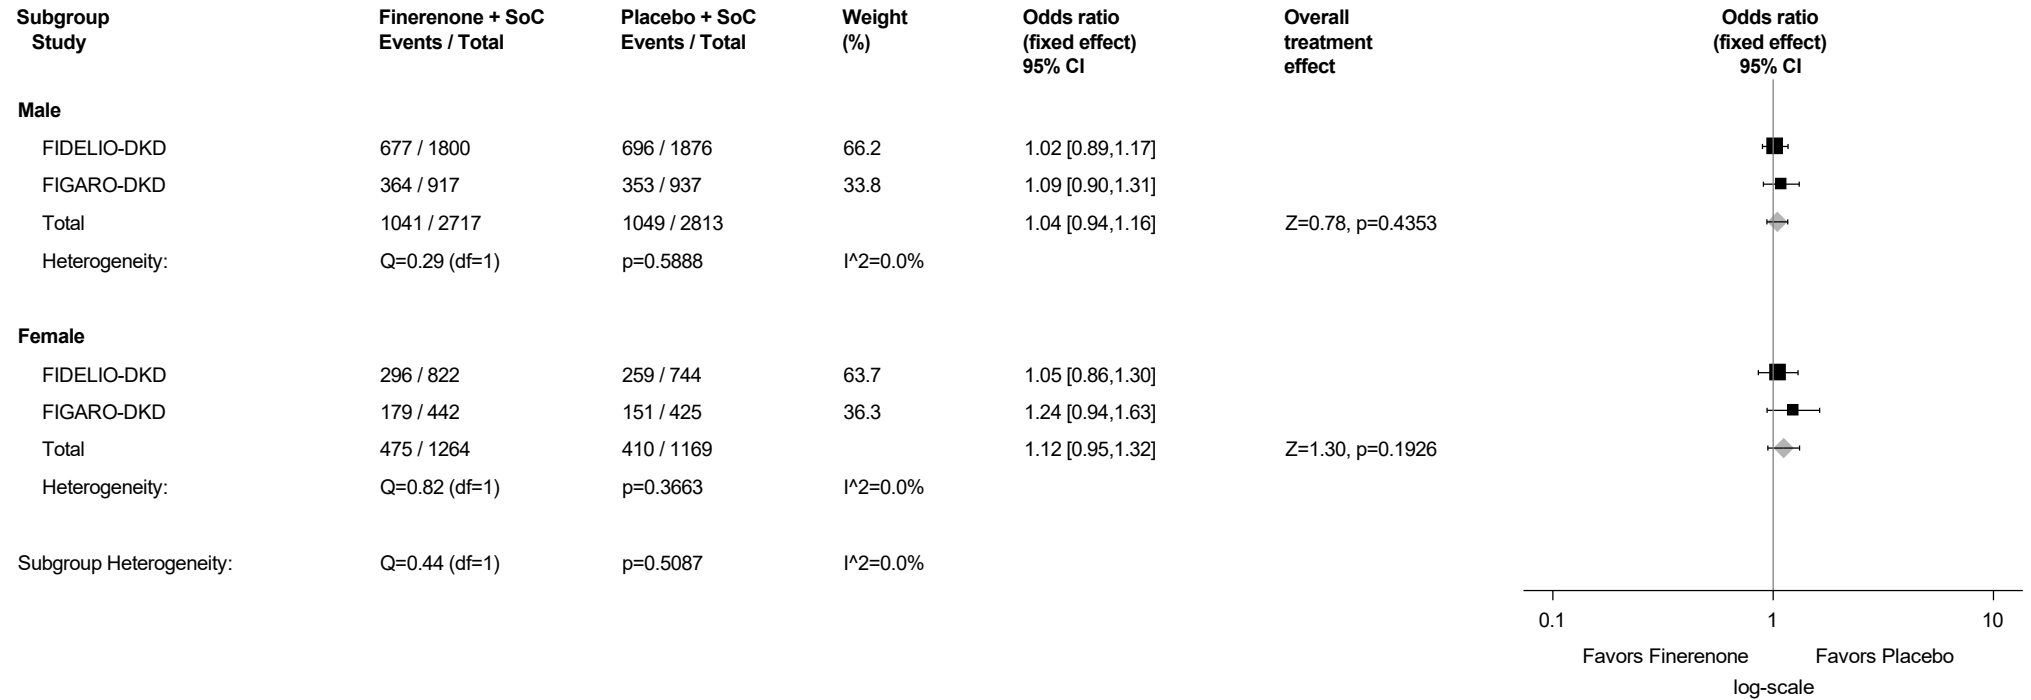 Subgroup Finerenone + SoC Placebo + SoC Weight Odds ratio Overall Odds ratio
Study Events / Total Events / Total (%) (fixed effect) treatment (fixed effect)
95% CI effect 95% CI
Male
FIDELIO-DKD 677 / 1800 696 / 1876 66.2 1.02 [0.89,1.17]
FIGARO-DKD 364 / 917 353 / 937 33.8 1.09 [0.90,1.31]
Total 1041 / 2717 1049 / 2813 1.04 [0.94,1.16] Z=0.78, p=0.4353
Heterogeneity: Q=0.29 (df=1) p=0.5888 I^2=0.0%
Female
FIDELIO-DKD 296 / 822 259 / 744 63.7 1.05 [0.86,1.30]
FIGARO-DKD 179 / 442 151 / 425 36.3 1.24 [0.94,1.63]
Total 475 / 1264 410 / 1169 1.12 [0.95,1.32] Z=1.30, p=0.1926
Heterogeneity: Q=0.82 (df=1) p=0.3663 I^2=0.0%
Subgroup Heterogeneity: Q=0.44 (df=1) p=0.5087 I^2=0.0%
0.1 1 10
Favors Finerenone Favors Placebo
log-scale